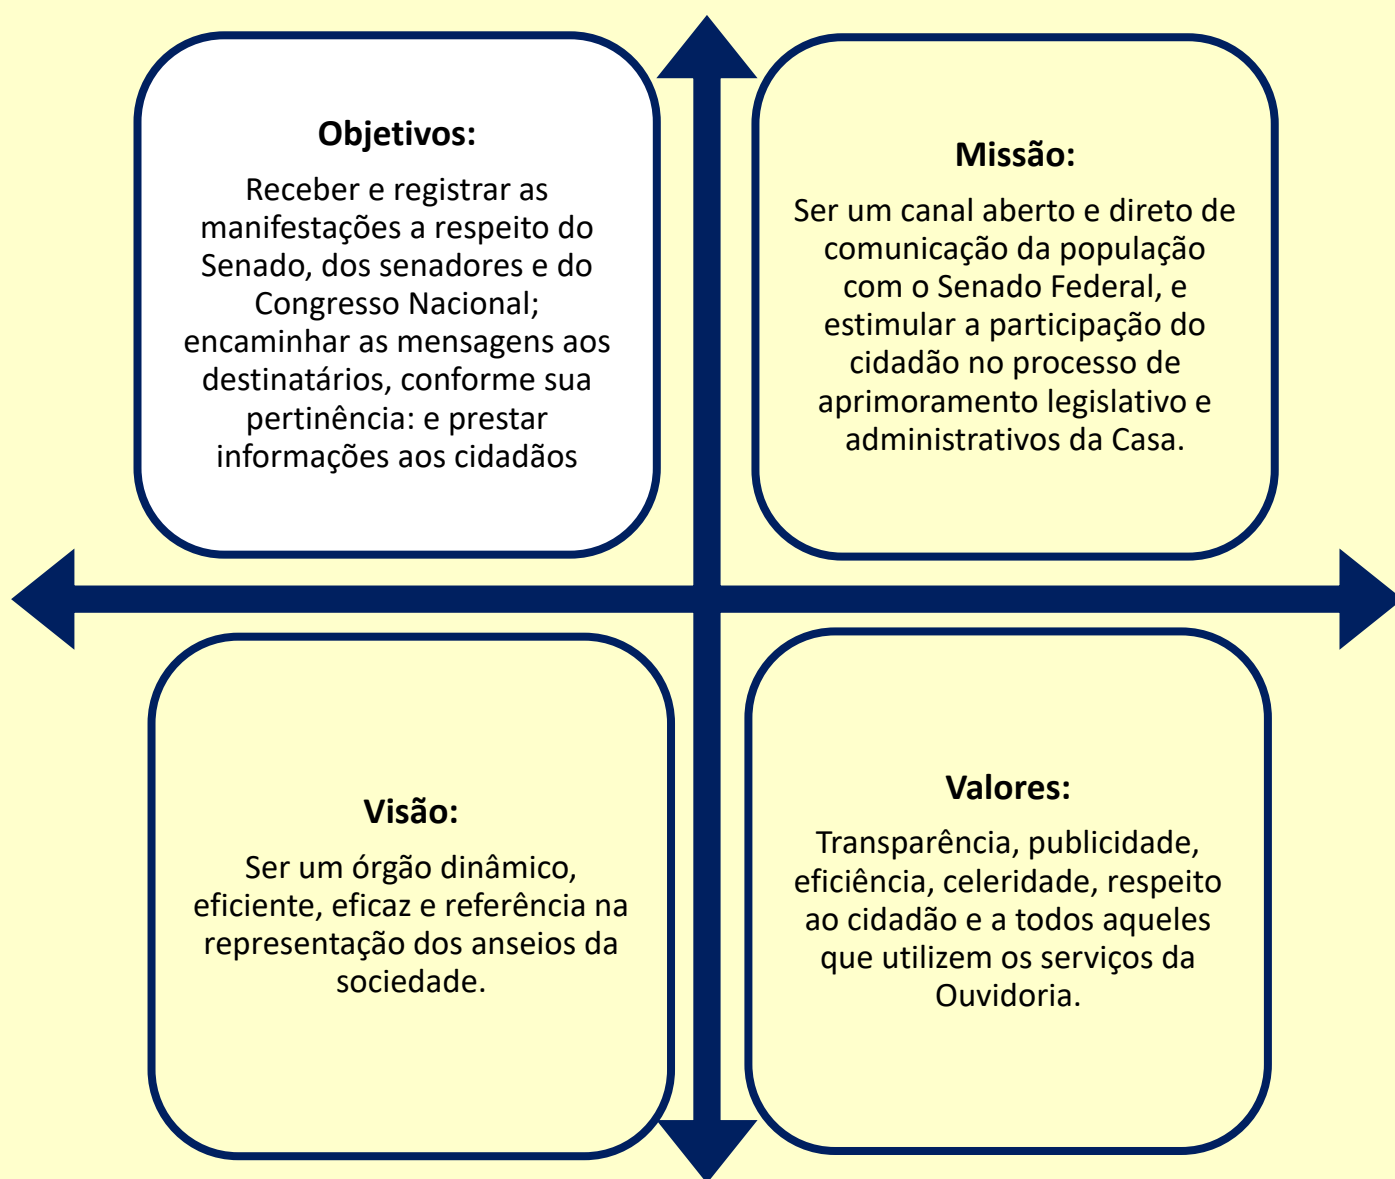 Objetivos:
Receber e registrar as
manifestações a respeito do
Senado, dos senadores e do
Congresso Nacional;
encaminhar as mensagens aos
destinatários, conforme sua
pertinência: e prestar
informações aos cidadãos
Missão:
Ser um canal aberto e direto de
comunicação da população
com o Senado Federal, e
estimular a participação do
cidadão no processo de
aprimoramento legislativo e
administrativos da Casa.
Visão:
Ser um órgão dinâmico,
eficiente, eficaz e referência na
representação dos anseios da
sociedade.
Valores:
Transparência, publicidade,
eficiência, celeridade, respeito
ao cidadão e a todos aqueles
que utilizem os serviços da
Ouvidoria.